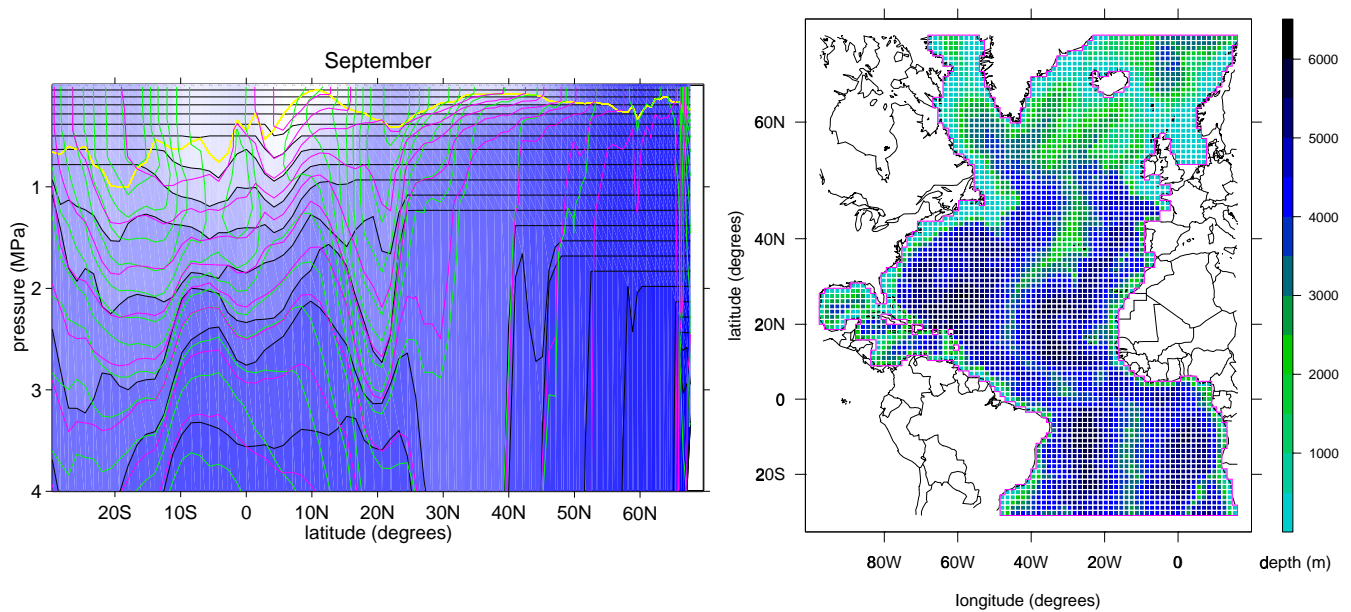 September
pressure (MPa)
1
2
3
4
20S 10S 0 10N 20N 30N 40N 50N 60N
latitude (degrees)
latitude (degrees)
60N
40N
20N
0
20S
80W 60W 40W 20W 0
longitude (degrees)
6000
5000
4000
3000
2000
1000
depth (m)